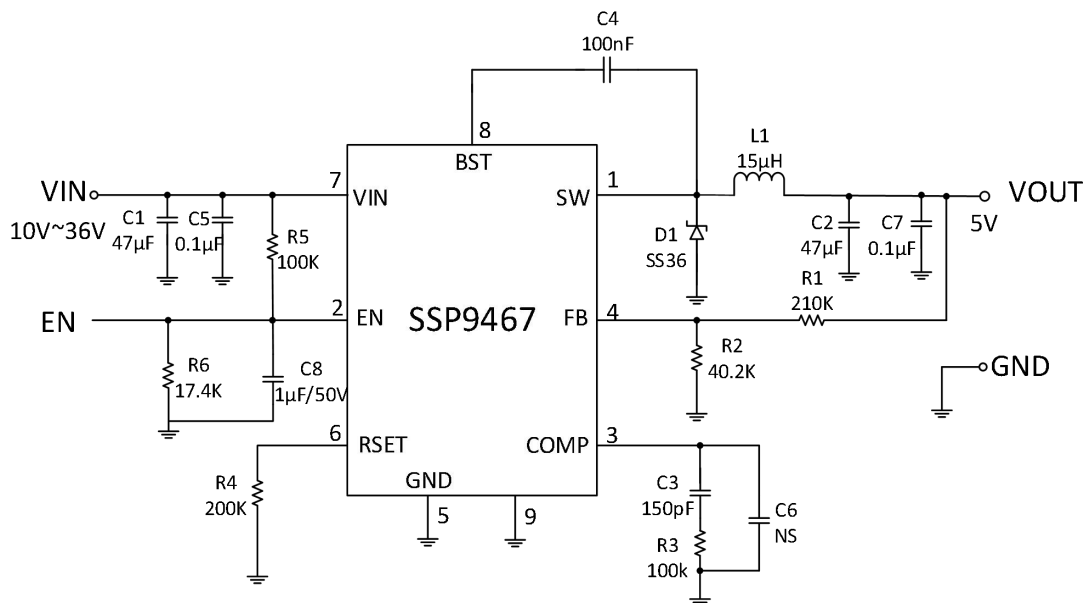 C4
100nF
8
BST
L1
15µH
VIN
10V~36V
7
VIN
SW
1
VOUT
5V
C1
47µF
C5
0.1µF
R5
100K
D1
SS36
C2
47µF
C7
0.1µF
R1
210K
EN
2
EN
SSP9467
FB
4
R6
17.4K
C8
1µF/50V
R2
40.2K
GND
6
RSET
COMP
3
R4
200K
GND
5
9
C3
150pF
C6
NS
R3
100k